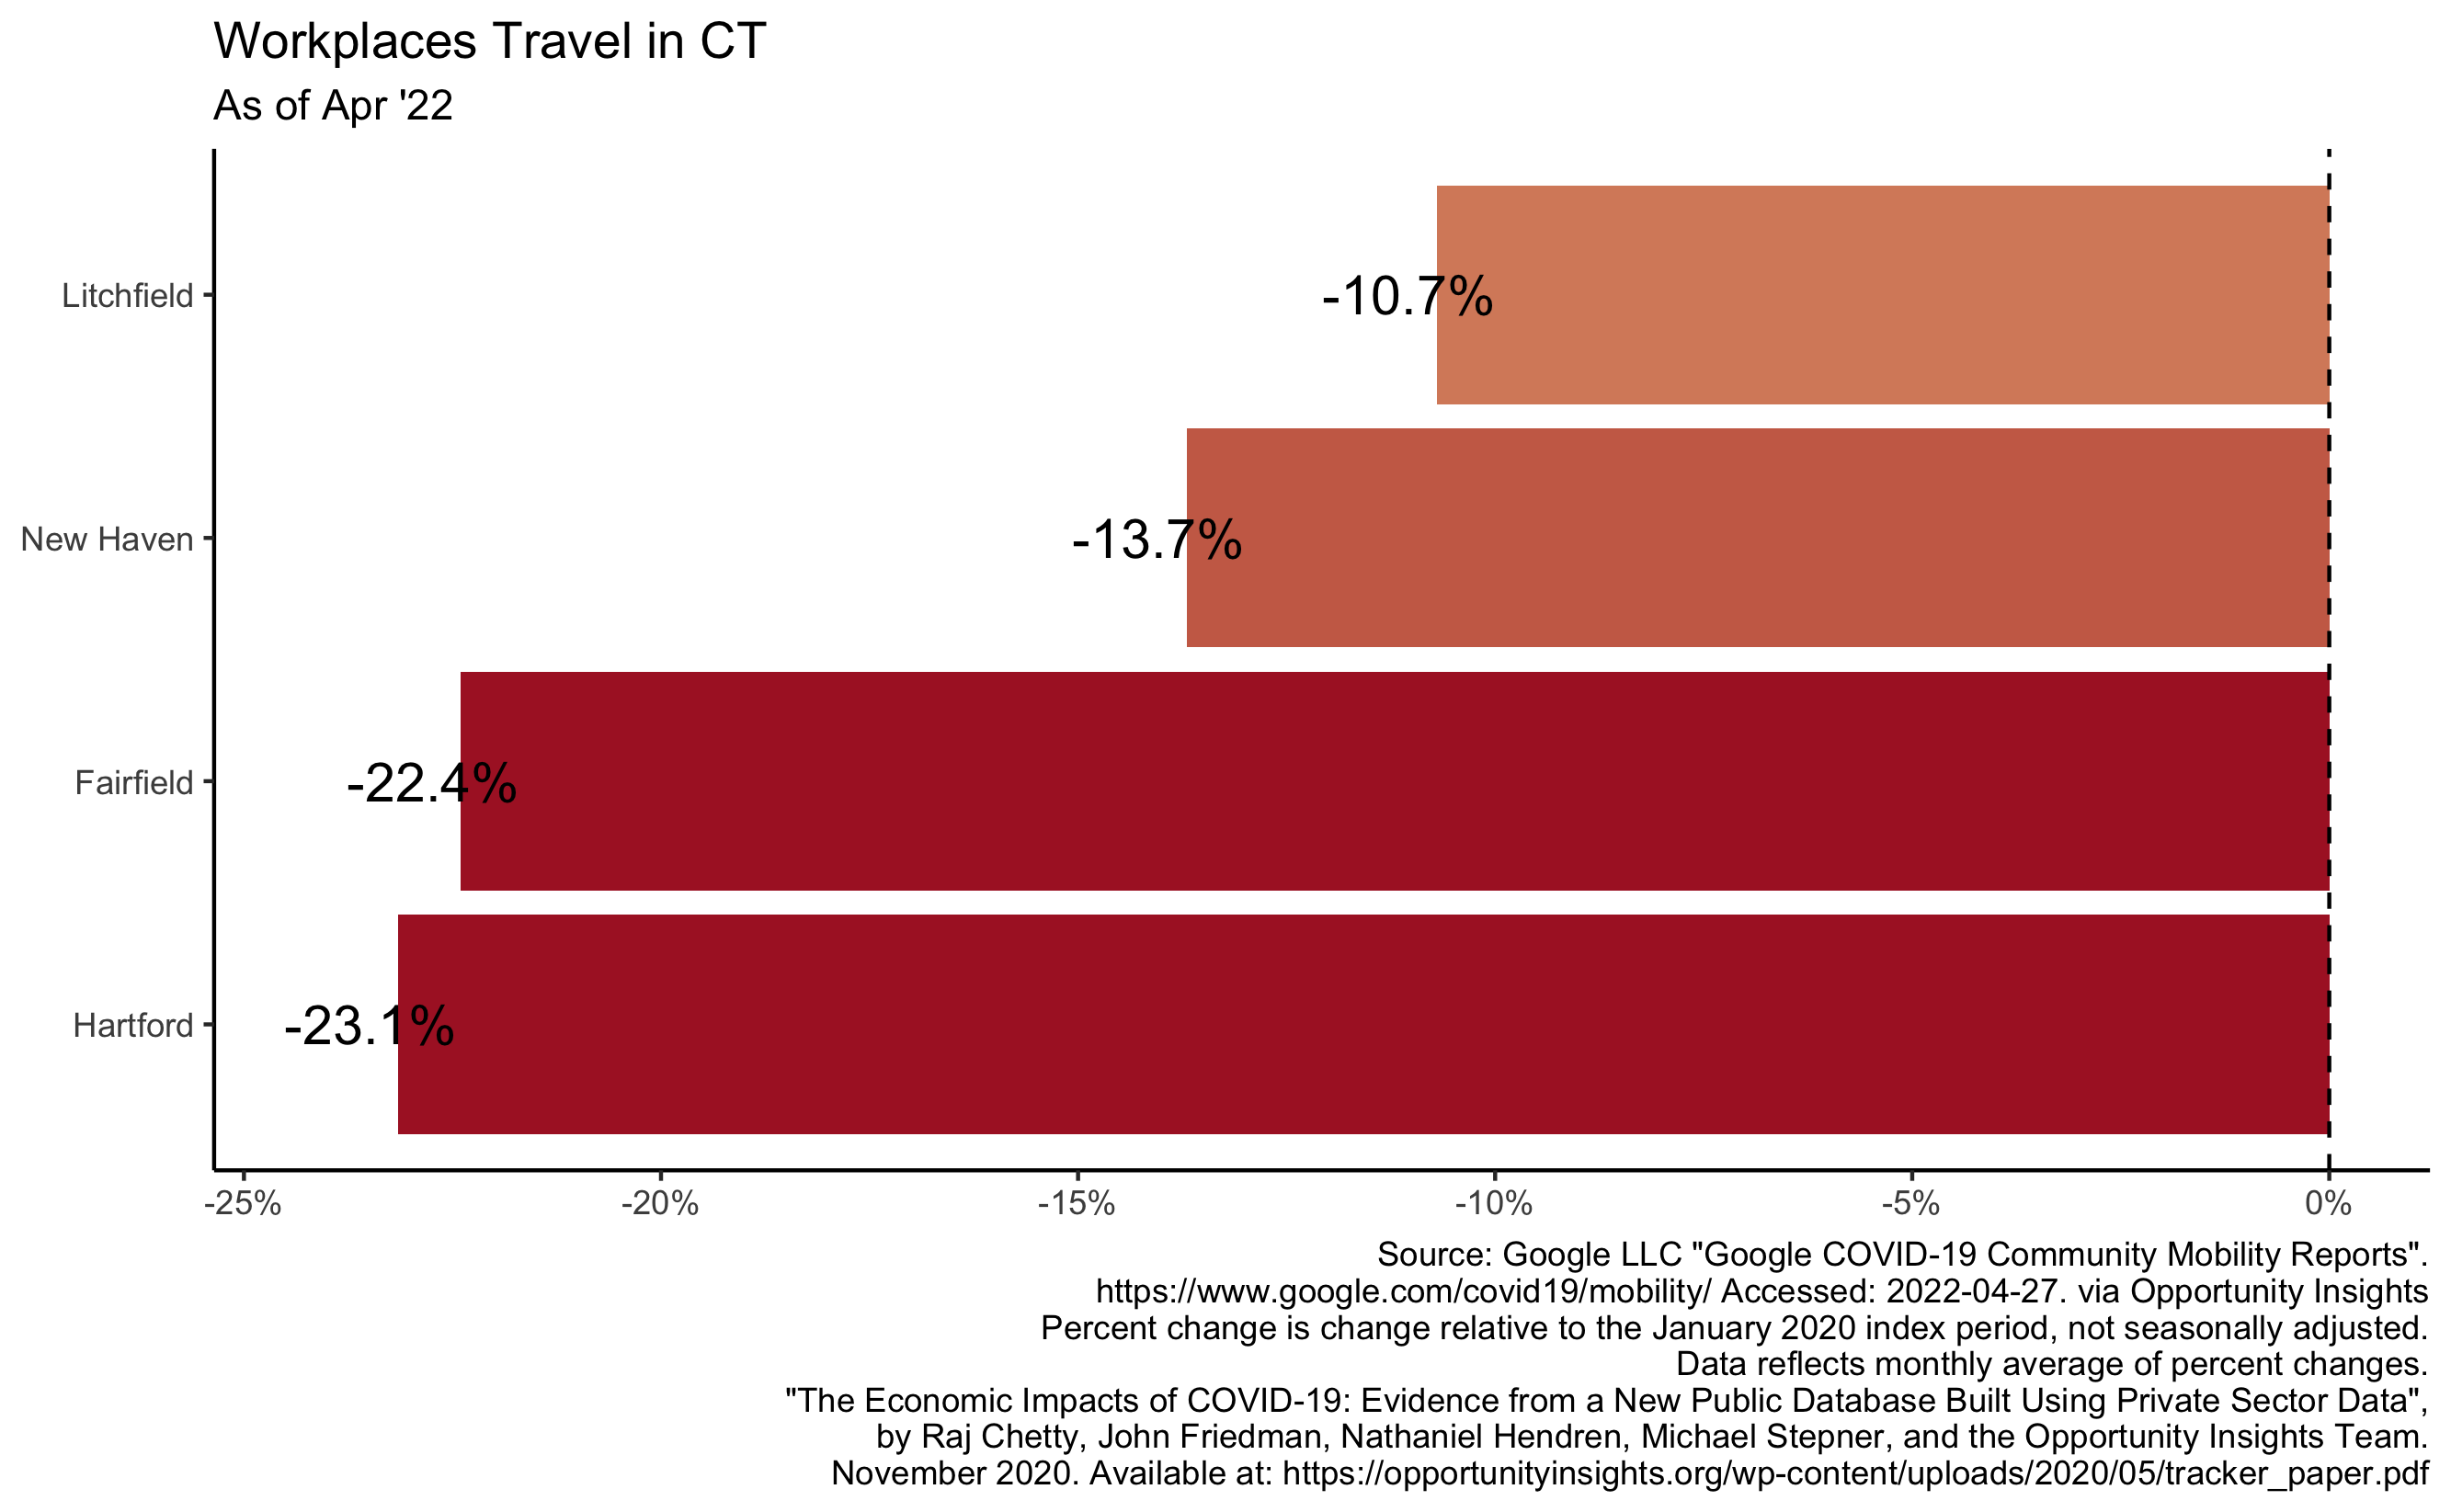 Workplaces Travel in CT
As of Apr '22
Litchfield
-10.7%
New Haven
-13.7%
Fairfield
-22.4%
Hartford
-23.1%
-25% -20% -15% -10% -5% 0%
Source: Google LLC "Google COVID-19 Community Mobility Reports".
https://www.google.com/covid19/mobility/ Accessed: 2022-04-27. via Opportunity Insights
Percent change is change relative to the January 2020 index period, not seasonally adjusted.
Data reflects monthly average of percent changes.
"The Economic Impacts of COVID-19: Evidence from a New Public Database Built Using Private Sector Data",
by Raj Chetty, John Friedman, Nathaniel Hendren, Michael Stepner, and the Opportunity Insights Team.
November 2020. Available at: https://opportunityinsights.org/wp-content/uploads/2020/05/tracker_paper.pdf